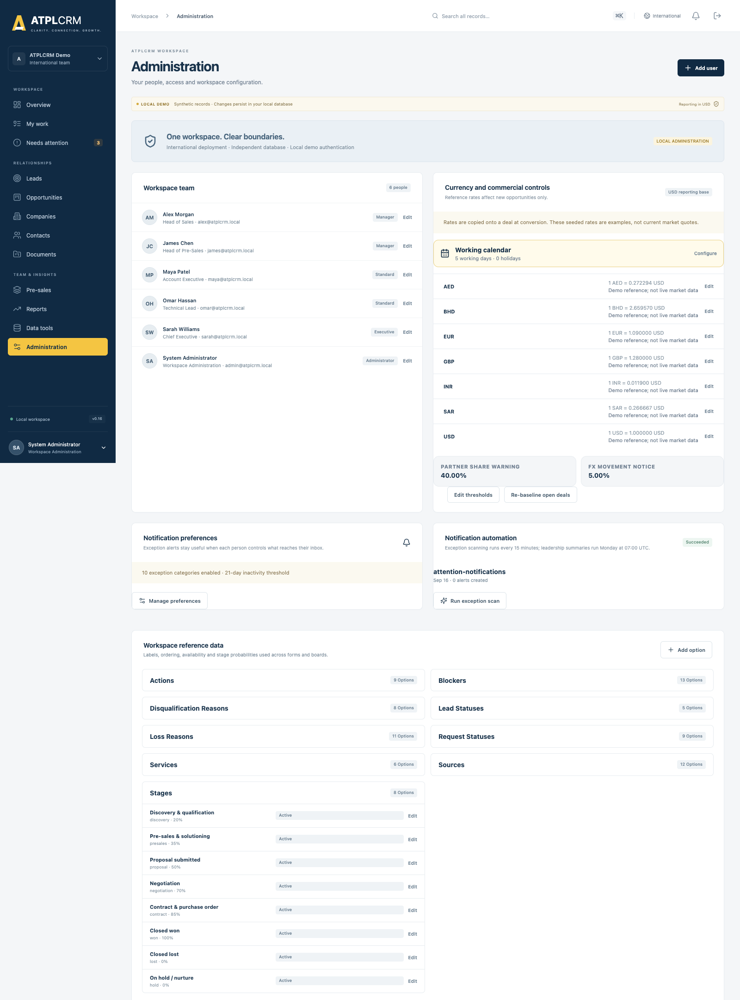 ATPLCRM
CLARITY. CONNECTION. GROWTH.
A
ATPLCRM Demo
International team
WORKSPACE
Overview
My work
Needs attention 3
RELATIONSHIPS
Leads
Opportunities
Companies
Contacts
Documents
TEAM & INSIGHTS
Pre-sales
Reports
Data tools
Administration
Local workspace v0.16
SA
System Administrator
Workspace Administration
Workspace > Administration
Search all records...
⌘K
International
ATPLCRM WORKSPACE
Administration
Your people, access and workspace configuration.
+ Add user
LOCAL DEMO Synthetic records · Changes persist in your local database
Reporting in USD
One workspace. Clear boundaries.
International deployment · Independent database · Local demo authentication
LOCAL ADMINISTRATION
Workspace team
6 people
AM
Alex Morgan
Head of Sales · alex@atplcrm.local
Manager Edit
JC
James Chen
Head of Pre-Sales · james@atplcrm.local
Manager Edit
MP
Maya Patel
Account Executive · maya@atplcrm.local
Standard Edit
OH
Omar Hassan
Technical Lead · omar@atplcrm.local
Standard Edit
SW
Sarah Williams
Chief Executive · sarah@atplcrm.local
Executive Edit
SA
System Administrator
Workspace Administration · admin@atplcrm.local
Administrator Edit
Currency and commercial controls
Reference rates affect new opportunities only.
USD reporting base
Rates are copied onto a deal at conversion. These seeded rates are examples, not current market quotes.
Working calendar
5 working days · 0 holidays
Configure
AED
1 AED = 0.272294 USD
Demo reference; not live market data
Edit
BHD
1 BHD = 2.659570 USD
Demo reference; not live market data
Edit
EUR
1 EUR = 1.090000 USD
Demo reference; not live market data
Edit
GBP
1 GBP = 1.280000 USD
Demo reference; not live market data
Edit
INR
1 INR = 0.011900 USD
Demo reference; not live market data
Edit
SAR
1 SAR = 0.266667 USD
Demo reference; not live market data
Edit
USD
1 USD = 1.000000 USD
Demo reference; not live market data
Edit
PARTNER SHARE WARNING
40.00%
FX MOVEMENT NOTICE
5.00%
Edit thresholds
Re-baseline open deals
Notification preferences
Exception alerts stay useful when each person controls what reaches their inbox.
10 exception categories enabled · 21-day inactivity threshold
Manage preferences
Notification automation
Exception scanning runs every 15 minutes; leadership summaries run Monday at 07:00 UTC.
Succeeded
attention-notifications
Sep 16 · 0 alerts created
Run exception scan
Workspace reference data
Labels, ordering, availability and stage probabilities used across forms and boards.
+ Add option
Actions 9 Options
Blockers 13 Options
Disqualification Reasons 8 Options
Lead Statuses 5 Options
Loss Reasons 11 Options
Request Statuses 9 Options
Services 6 Options
Sources 12 Options
Stages 8 Options
Discovery & qualification
discovery · 20%
Active Edit
Pre-sales & solutioning
presales · 35%
Active Edit
Proposal submitted
proposal · 50%
Active Edit
Negotiation
negotiation · 70%
Active Edit
Contract & purchase order
contract · 85%
Active Edit
Closed won
won · 100%
Active Edit
Closed lost
lost · 0%
Active Edit
On hold / nurture
hold · 0%
Active Edit